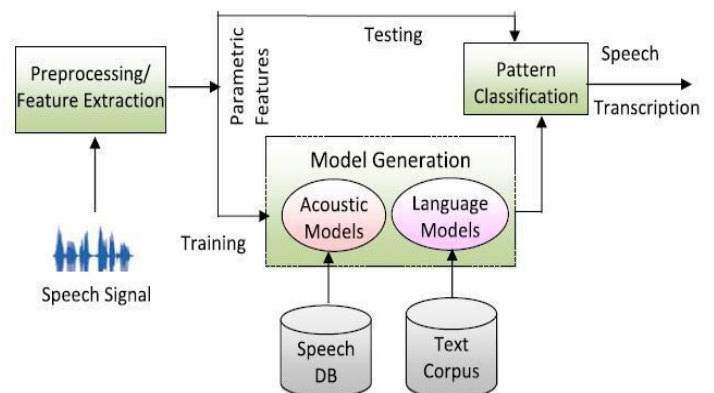 Testing
Speech
Preprocessing/
Feature Extraction
Parametric
Features
Pattern
Classification
Transcription
Model Generation
Acoustic
Models
Language
Models
Training
Speech Signal
Speech
DB
Text
Corpus